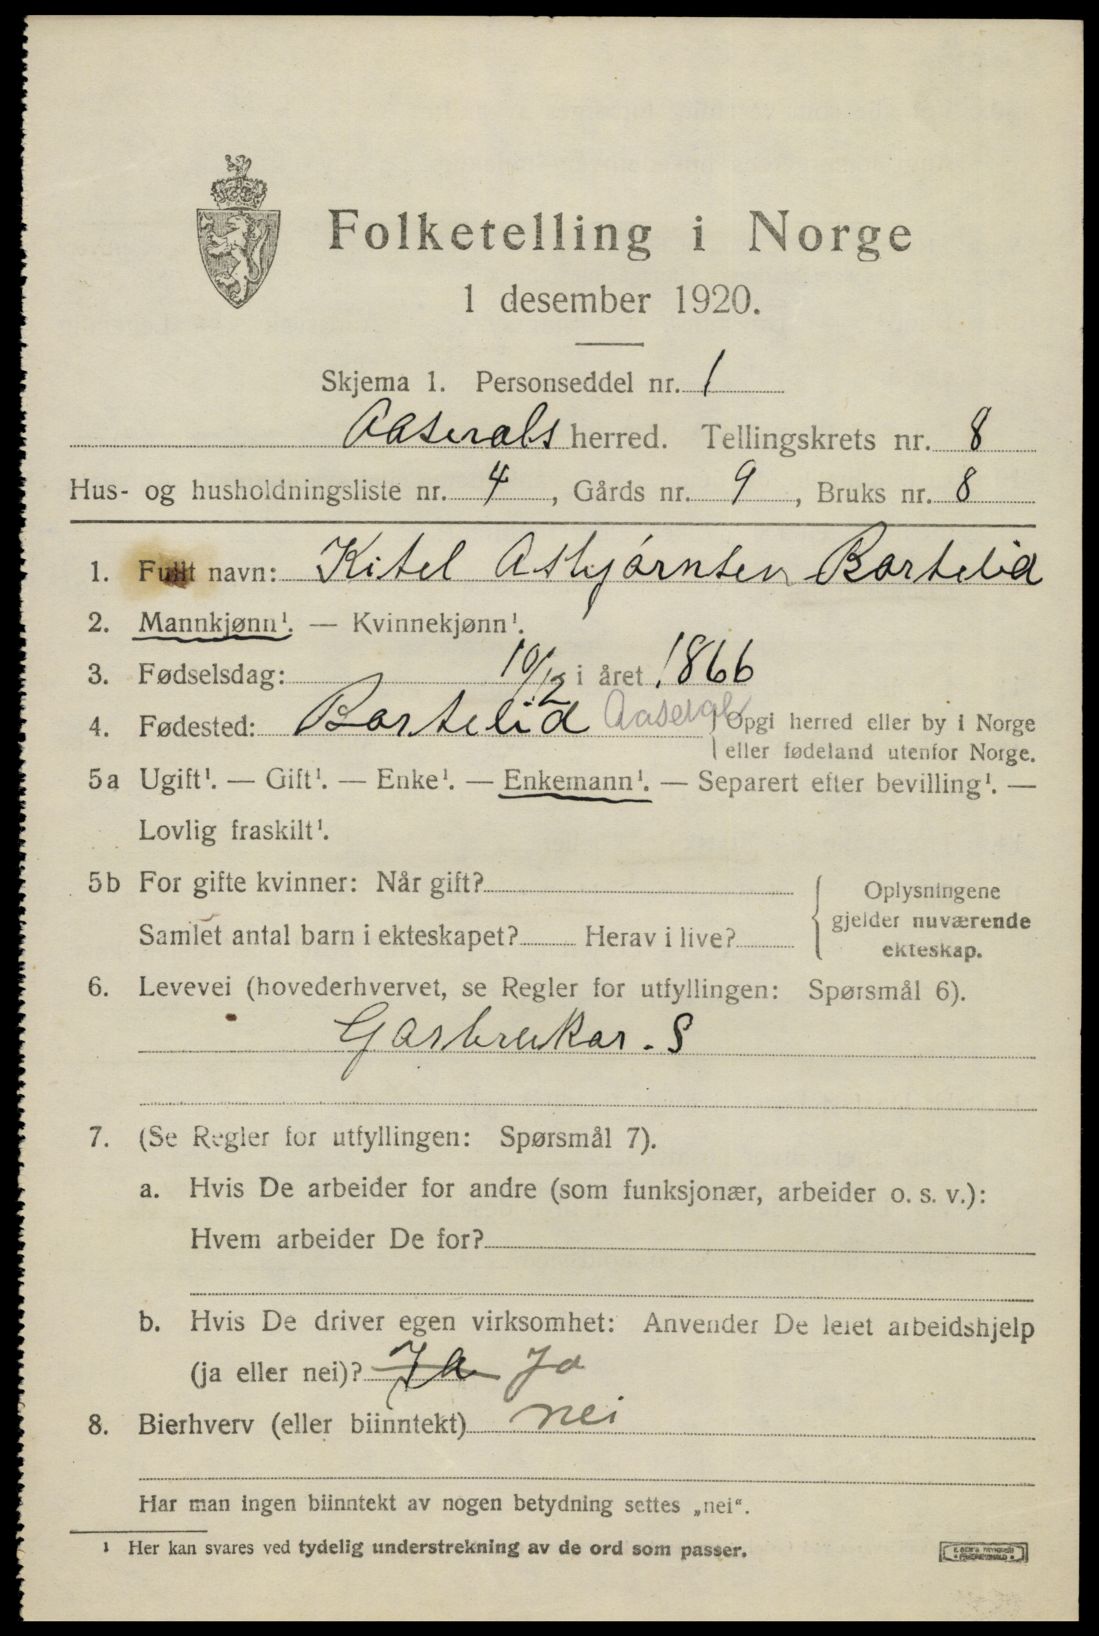 Folketelling i Norge
1 desember 1920.
Skjema 1. Personseddel nr. 1
Aaserals herred. Tellingskrets nr. 8
Hus- og husholdningsliste nr. 4, Gårds nr. 9, Bruks nr. 8
1. Fullt navn: Kitel Asbjørnsen Bortelid
2. Mannkjønn¹. — Kvinnekjønn¹.
3. Fødselsdag: 10/12 i året 1866
4. Fødested: Bortelid Aaseral (Opgi herred eller by i Norge
eller fødeland utenfor Norge.
5a Ugift¹. — Gift¹. — Enke¹. — Enkemann¹. — Separert efter bevilling¹. —
Lovlig fraskilt¹.
5b For gifte kvinner: Når gift?
Samlet antal barn i ekteskapet? Herav i live?
Oplysningene
gjelder nuværende
ekteskap.
6. Levevei (hovederhvervet, se Regler for utfyllingen: Spørsmål 6).
Garbrukar. S
7. (Se Regler for utfyllingen: Spørsmål 7).
a. Hvis De arbeider for andre (som funksjonær, arbeider o. s. v.):
Hvem arbeider De for?
b. Hvis De driver egen virksomhet: Anvender De leiet arbeidshjelp
(ja eller nei)? Ja Ja
8. Bierhverv (eller biinntekt) nei
Har man ingen biinntekt av nogen betydning settes „nei“.
¹ Her kan svares ved tydelig understrekning av de ord som passer.